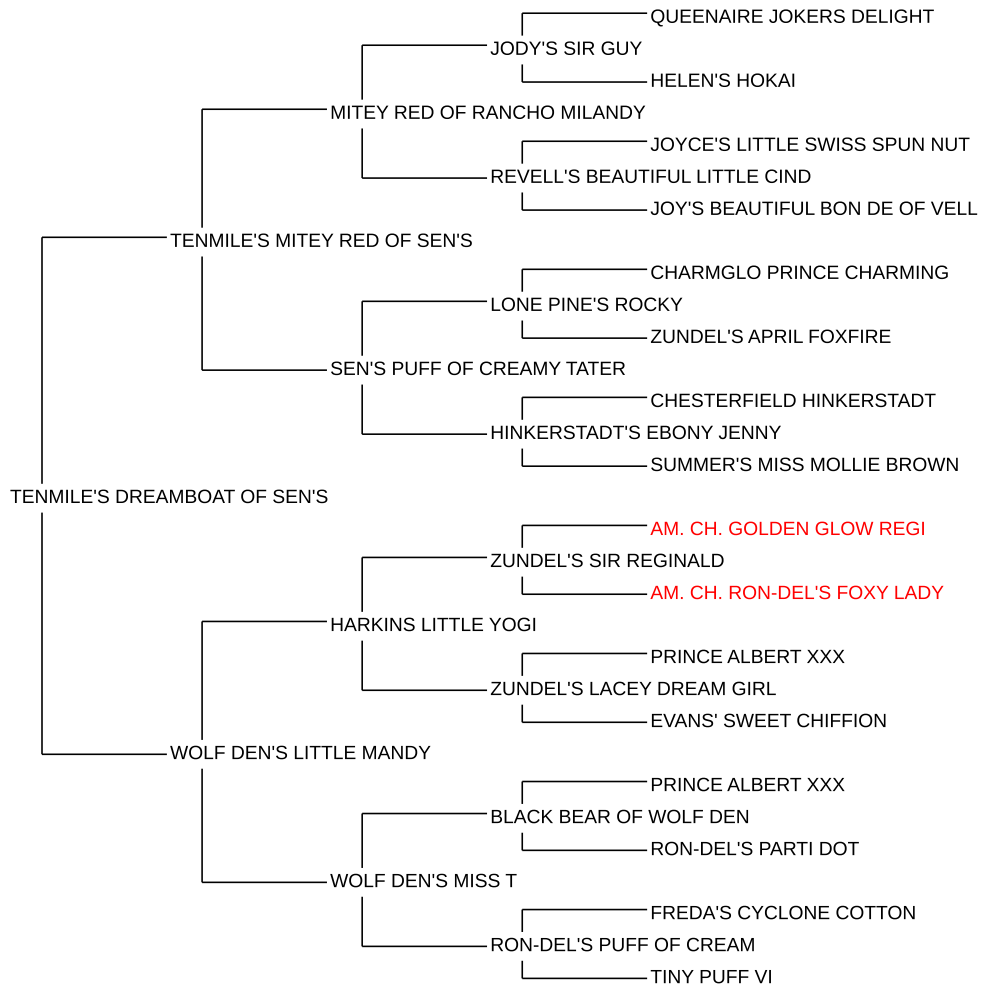 QUEENAIRE JOKERS DELIGHT
JODY'S SIR GUY
HELEN'S HOKAI
MITEY RED OF RANCHO MILANDY
JOYCE'S LITTLE SWISS SPUN NUT
REVELL'S BEAUTIFUL LITTLE CIND
JOY'S BEAUTIFUL BON DE OF VELL
TENMILE'S MITEY RED OF SEN'S
CHARMGLO PRINCE CHARMING
LONE PINE'S ROCKY
ZUNDEL'S APRIL FOXFIRE
SEN'S PUFF OF CREAMY TATER
CHESTERFIELD HINKERSTADT
HINKERSTADT'S EBONY JENNY
SUMMER'S MISS MOLLIE BROWN
TENMILE'S DREAMBOAT OF SEN'S
AM. CH. GOLDEN GLOW REGI
ZUNDEL'S SIR REGINALD
AM. CH. RON-DEL'S FOXY LADY
HARKINS LITTLE YOGI
PRINCE ALBERT XXX
ZUNDEL'S LACEY DREAM GIRL
EVANS' SWEET CHIFFION
WOLF DEN'S LITTLE MANDY
PRINCE ALBERT XXX
BLACK BEAR OF WOLF DEN
RON-DEL'S PARTI DOT
WOLF DEN'S MISS T
FREDA'S CYCLONE COTTON
RON-DEL'S PUFF OF CREAM
TINY PUFF VI